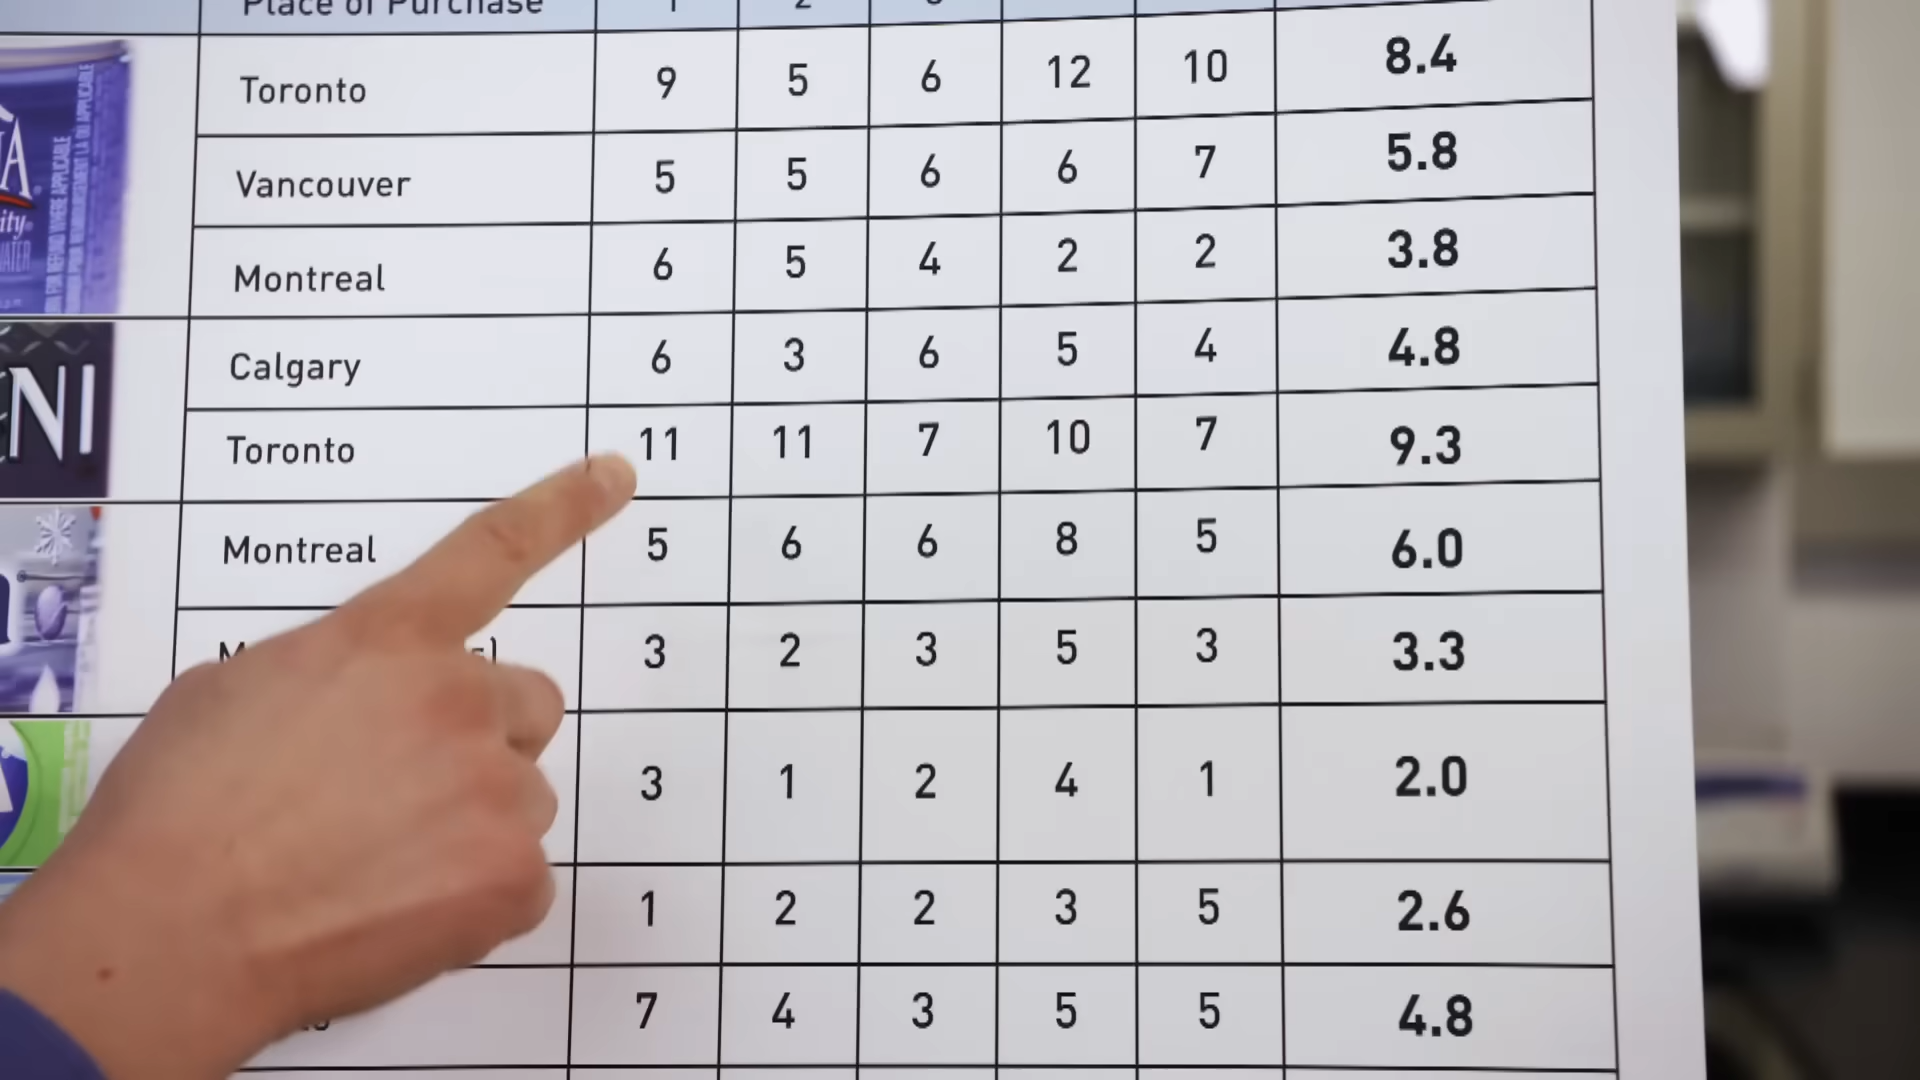 Place of Purchase 1 2
Toronto 9 5 6 12 10 8.4
Vancouver 5 5 6 6 7 5.8
Montreal 6 5 4 2 2 3.8
Calgary 6 3 6 5 4 4.8
Toronto 11 11 7 10 7 9.3
Montreal 5 6 6 8 5 6.0
3 2 3 5 3 3.3
3 1 2 4 1 2.0
1 2 2 3 5 2.6
7 4 3 5 5 4.8
NI